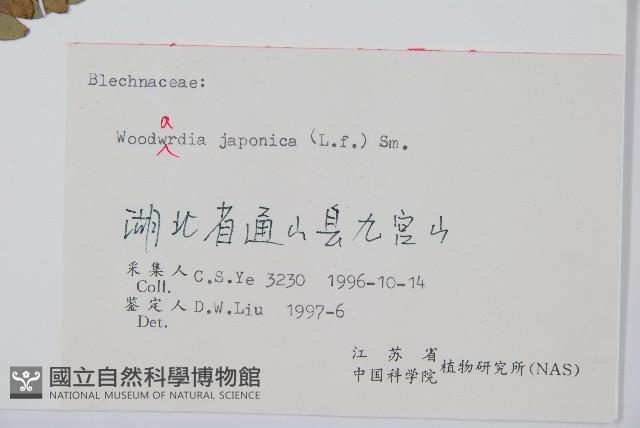 Blechnaceae:
a
Woodwrdia japonica (L.f.) Sm.
湖北省通山县九宫山
采集人 C.S.Ye 3230 1996-10-14
Coll.
鉴定人 D.W.Liu 1997-6
Det.
江苏省
中国科学院 植物研究所(NAS)
國立自然科學博物館
NATIONAL MUSEUM OF NATURAL SCIENCE